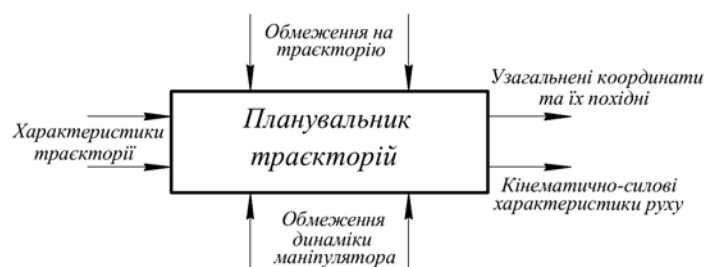 Обмеження на
траєкторію
Узагальнені координати
та їх похідні
Планувальник
траєкторій
Характеристики
траєкторії
Кінематично-силові
характеристики руху
Обмеження
динаміки
маніпулятора